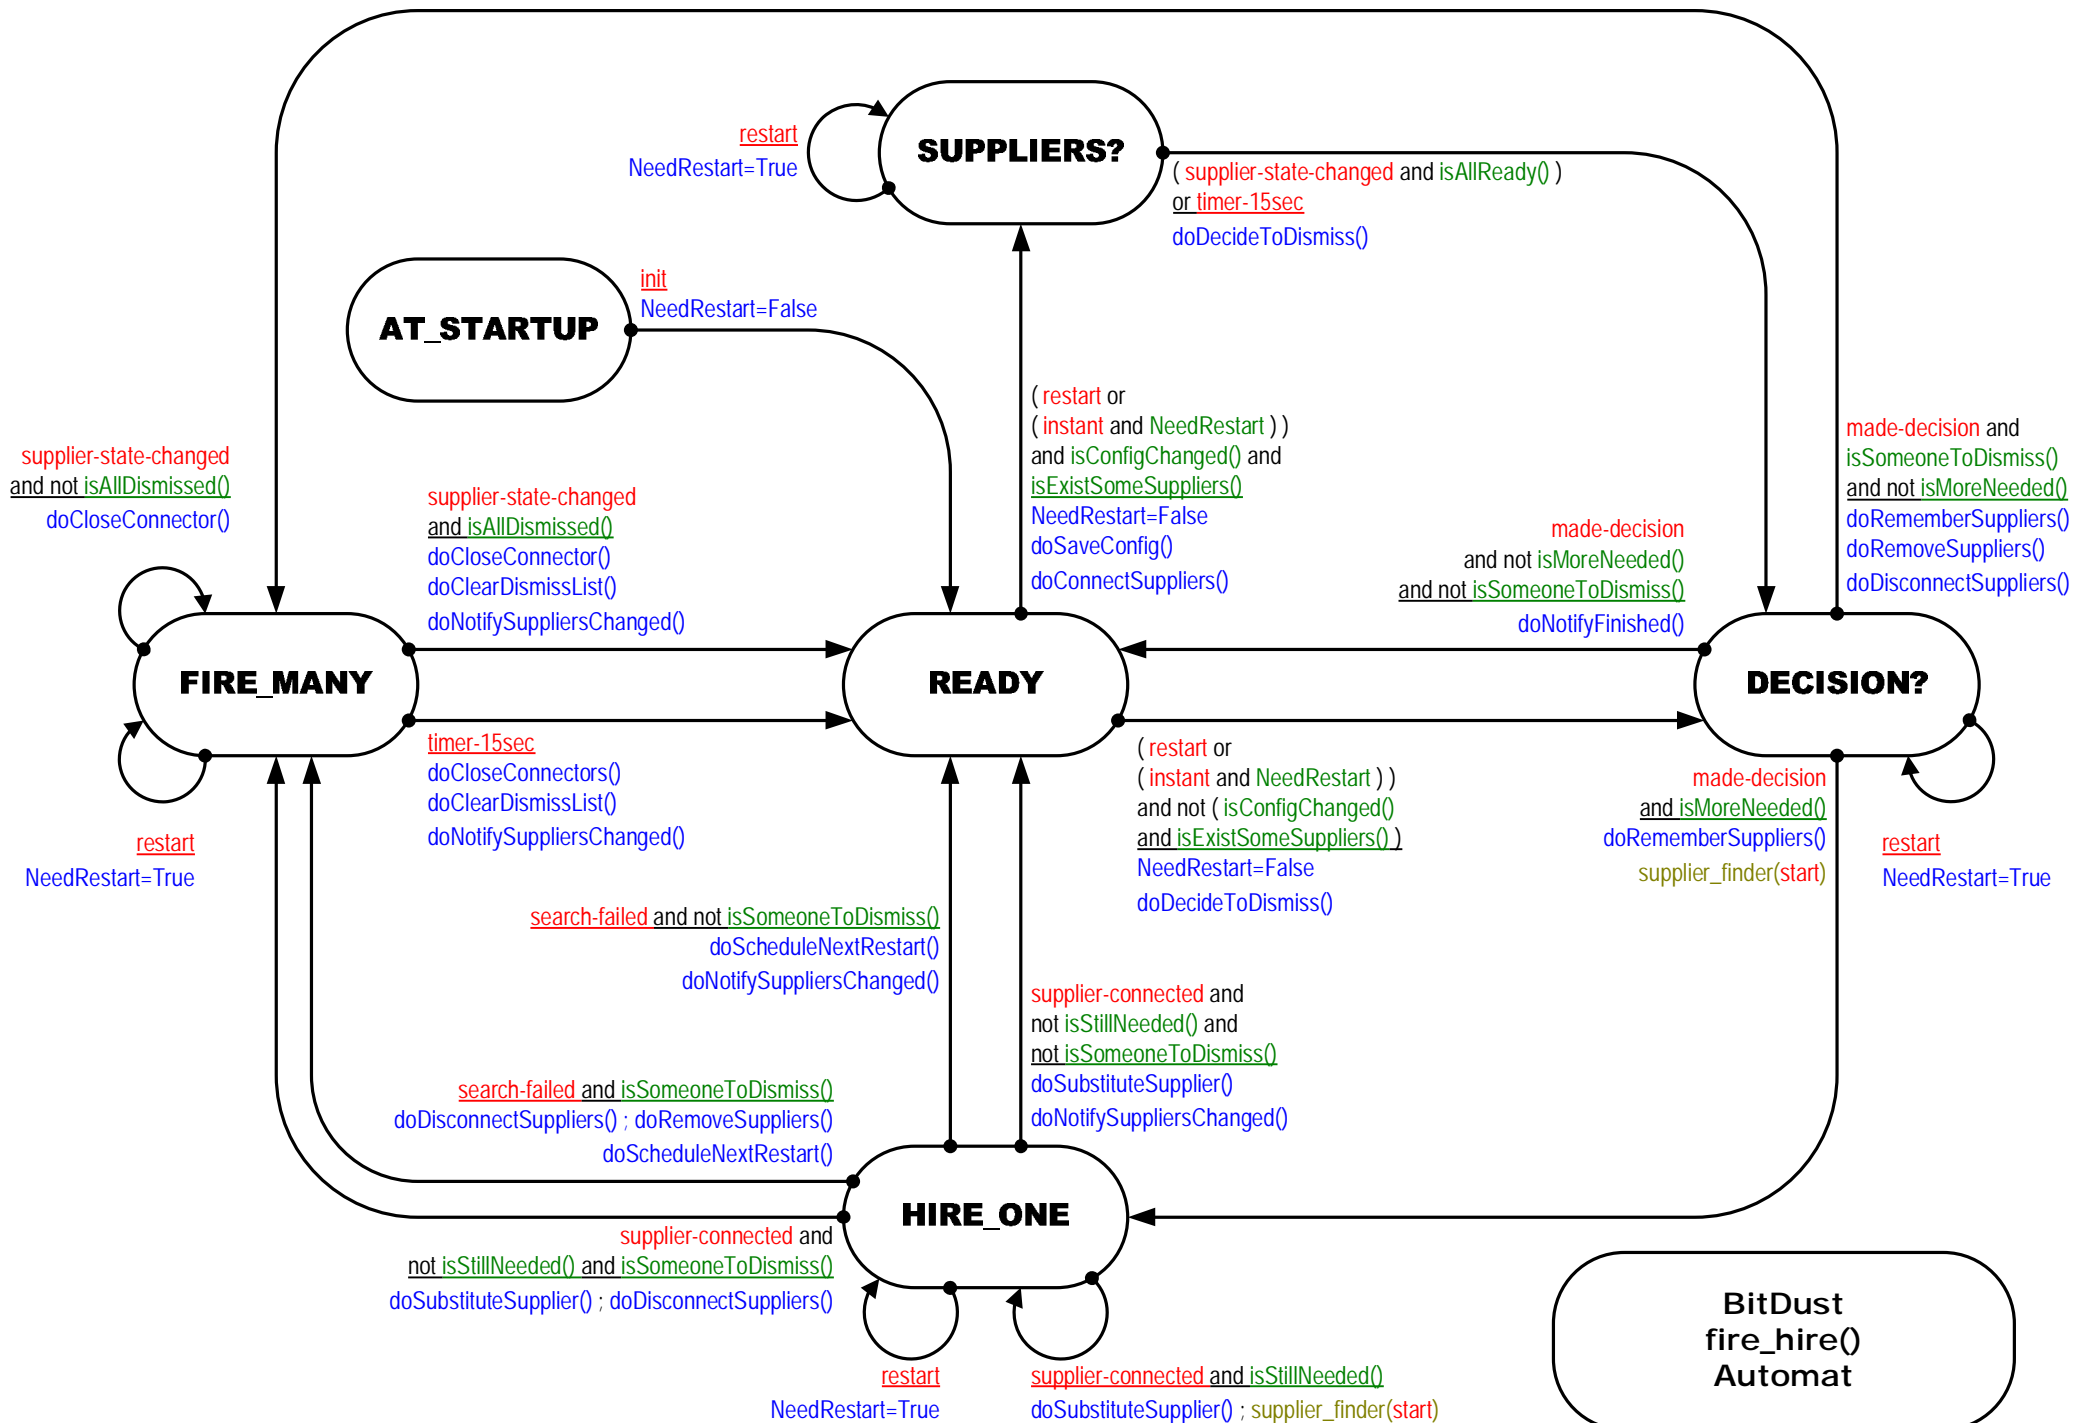 restart
NeedRestart=True
SUPPLIERS?
( supplier-state-changed and isAllReady() )
or timer-15sec
doDecideToDismiss()
AT_STARTUP
init
NeedRestart=False
( restart or
( instant and NeedRestart ) )
and isConfigChanged() and
isExistSomeSuppliers()
NeedRestart=False
doSaveConfig()
doConnectSuppliers()
made-decision and
isSomeoneToDismiss()
and not isMoreNeeded()
doRememberSuppliers()
doRemoveSuppliers()
doDisconnectSuppliers()
supplier-state-changed
and not isAllDismissed()
doCloseConnector()
supplier-state-changed
and isAllDismissed()
doCloseConnector()
doClearDismissList()
doNotifySuppliersChanged()
made-decision
and not isMoreNeeded()
and not isSomeoneToDismiss()
doNotifyFinished()
FIRE_MANY
READY
DECISION?
timer-15sec
doCloseConnectors()
doClearDismissList()
doNotifySuppliersChanged()
( restart or
( instant and NeedRestart ) )
and not ( isConfigChanged()
and isExistSomeSuppliers() )
NeedRestart=False
doDecideToDismiss()
made-decision
and isMoreNeeded()
doRememberSuppliers()
supplier_finder(start)
restart
NeedRestart=True
restart
NeedRestart=True
search-failed and not isSomeoneToDismiss()
doScheduleNextRestart()
doNotifySuppliersChanged()
supplier-connected and
not isStillNeeded() and
not isSomeoneToDismiss()
doSubstituteSupplier()
doNotifySuppliersChanged()
search-failed and isSomeoneToDismiss()
doDisconnectSuppliers() ; doRemoveSuppliers()
doScheduleNextRestart()
HIRE_ONE
supplier-connected and
not isStillNeeded() and isSomeoneToDismiss()
doSubstituteSupplier() ; doDisconnectSuppliers()
restart
NeedRestart=True
supplier-connected and isStillNeeded()
doSubstituteSupplier() ; supplier_finder(start)
BitDust
fire_hire()
Automat